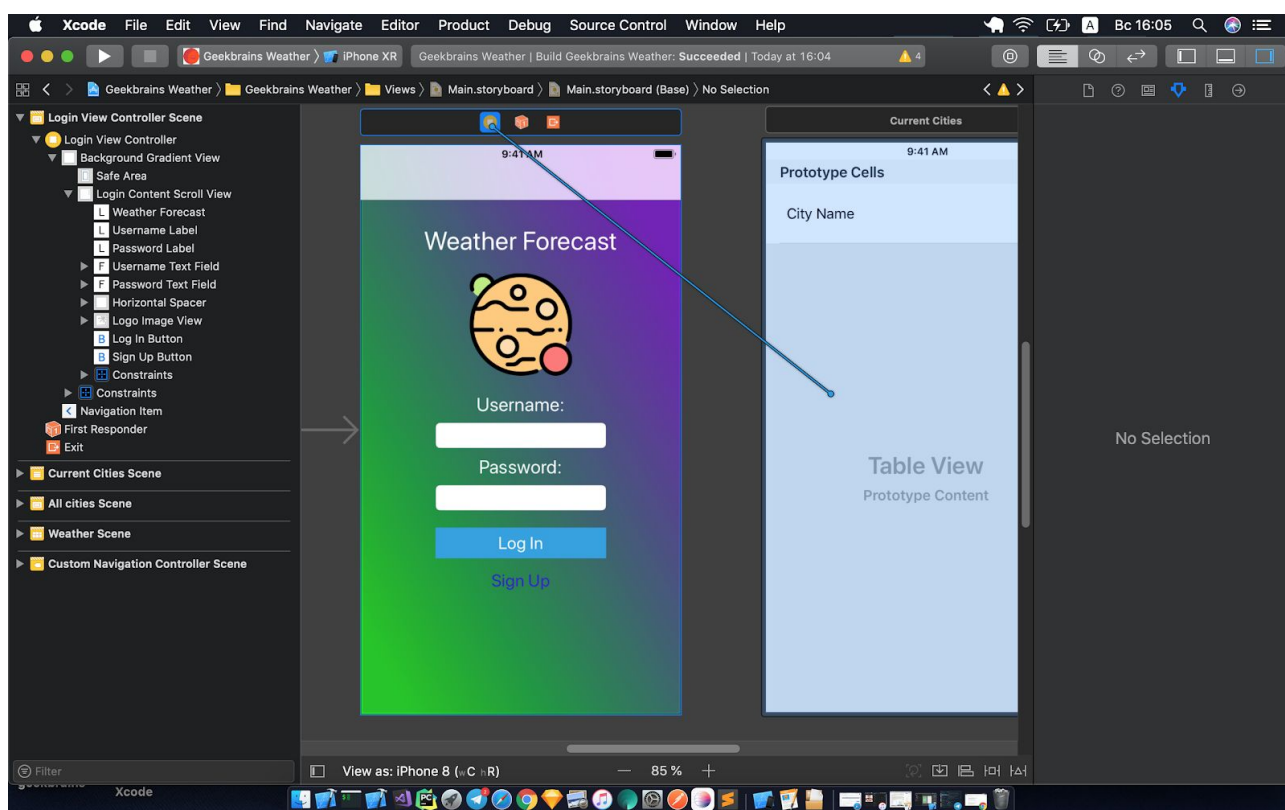 Xcode File Edit View Find Navigate Editor Product Debug Source Control Window Help A Вс 16:05
Geekbrains Weather 〉 iPhone XR Geekbrains Weather | Build Geekbrains Weather: Succeeded | Today at 16:04 4
Geekbrains Weather 〉 Geekbrains Weather 〉 Views 〉 Main.storyboard 〉 Main.storyboard (Base) 〉 No Selection
Login View Controller Scene
Login View Controller
Background Gradient View
Safe Area
Login Content Scroll View
L Weather Forecast
L Username Label
L Password Label
F Username Text Field
F Password Text Field
Horizontal Spacer
Logo Image View
B Log In Button
B Sign Up Button
Constraints
Constraints
Navigation Item
First Responder
Exit
Current Cities Scene
All cities Scene
Weather Scene
Custom Navigation Controller Scene
Filter
9:41 AM
Weather Forecast
Username:
Password:
Log In
Sign Up
Current Cities
9:41 AM
Prototype Cells
City Name
Table View
Prototype Content
No Selection
View as: iPhone 8 (wC hR) — 85 % +
Xcode